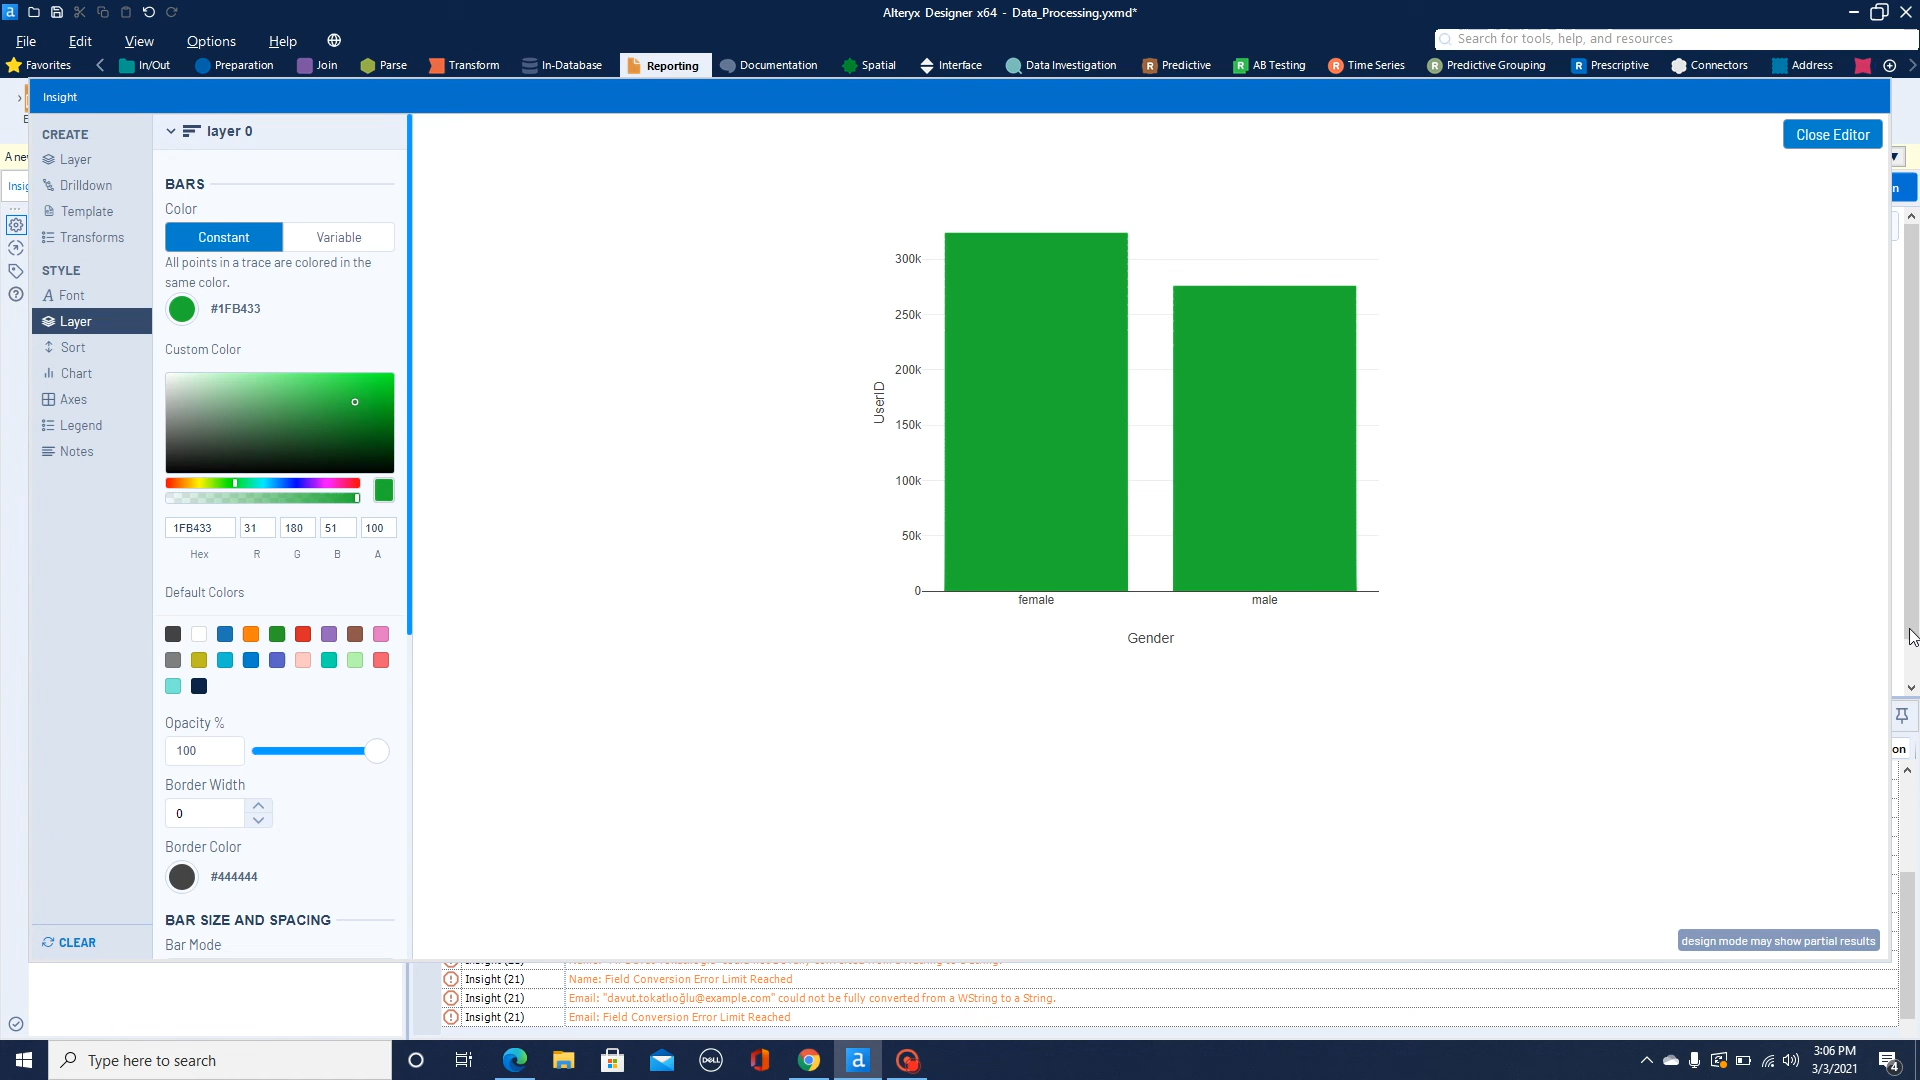 Alteryx Designer x64 - Data_Processing.yxmd*
File Edit View Options Help
Search for tools, help, and resources
Favorites In/Out Preparation Join Parse Transform In-Database Reporting Documentation Spatial Interface Data Investigation Predictive AB Testing Time Series Predictive Grouping Prescriptive Connectors Address
Insight
CREATE
Layer
Drilldown
Template
Transforms
STYLE
Font
Layer
Sort
Chart
Axes
Legend
Notes
CLEAR
layer 0
BARS
Color
Constant Variable
All points in a trace are colored in the
same color.
#1FB433
Custom Color
1FB433 31 180 51 100
Hex R G B A
Default Colors
Opacity %
100
Border Width
0
Border Color
#444444
BAR SIZE AND SPACING
Bar Mode
Close Editor
300k
250k
200k
150k
100k
50k
0
UserID
female male
Gender
design mode may show partial results
Insight (21) Name: Field Conversion Error Limit Reached
Insight (21) Email: "davut.tokatlıoğlu@example.com" could not be fully converted from a WString to a String.
Insight (21) Email: Field Conversion Error Limit Reached
Type here to search
DELL
3:06 PM
3/3/2021
4